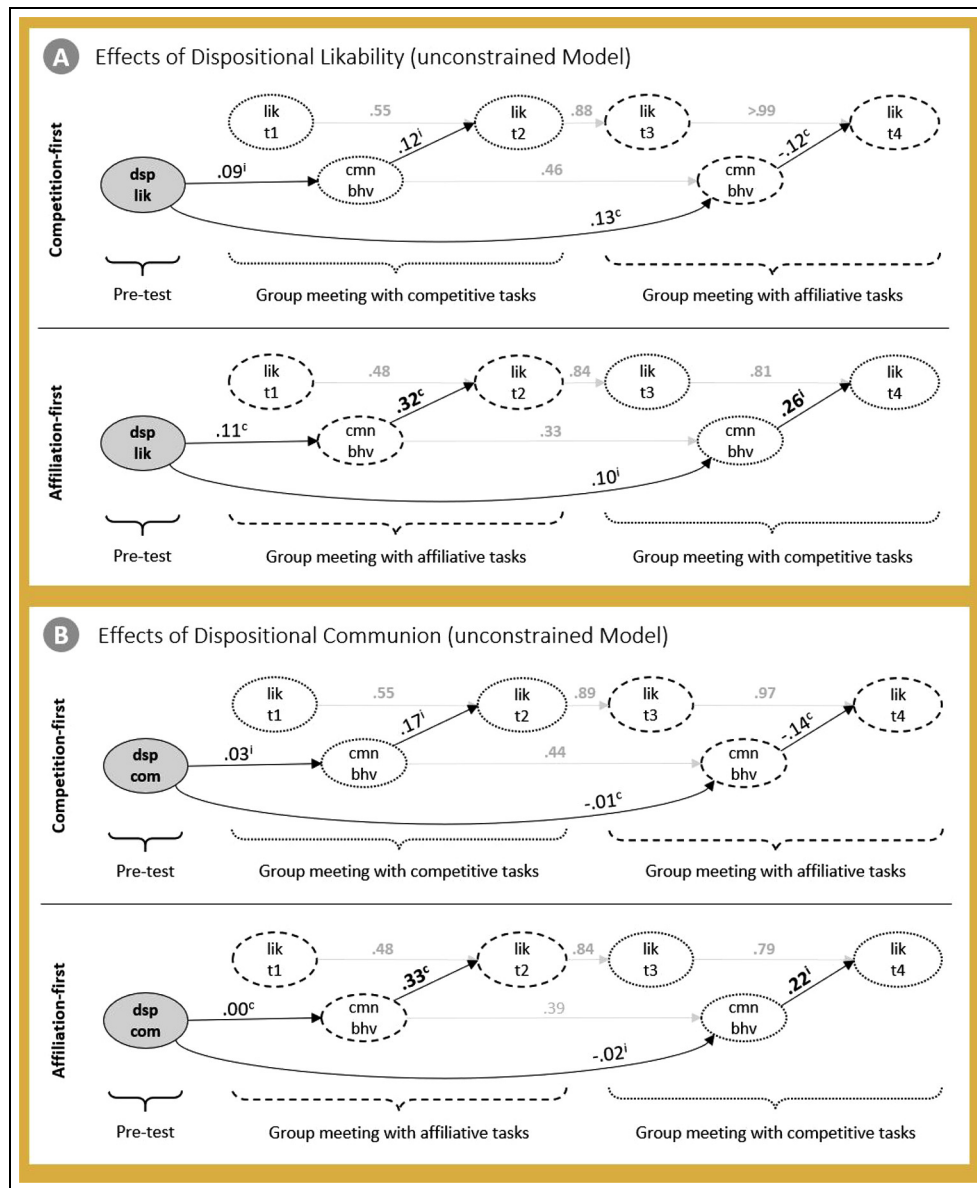 A Effects of Dispositional Likability (unconstrained Model)
Competition-first
lik
t1
.55
lik
t2
.88
lik
t3
>.99
lik
t4
.12ⁱ
-.12ᶜ
dsp
lik
.09ⁱ
cmn
bhv
.46
cmn
bhv
.13ᶜ
Pre-test
Group meeting with competitive tasks
Group meeting with affiliative tasks
Affiliation-first
lik
t1
.48
lik
t2
.84
lik
t3
.81
lik
t4
.32ᶜ
.26ⁱ
dsp
lik
.11ᶜ
cmn
bhv
.33
cmn
bhv
.10ⁱ
Pre-test
Group meeting with affiliative tasks
Group meeting with competitive tasks
B Effects of Dispositional Communion (unconstrained Model)
Competition-first
lik
t1
.55
lik
t2
.89
lik
t3
.97
lik
t4
.17ⁱ
-.14ᶜ
dsp
com
.03ⁱ
cmn
bhv
.44
cmn
bhv
-.01ᶜ
Pre-test
Group meeting with competitive tasks
Group meeting with affiliative tasks
Affiliation-first
lik
t1
.48
lik
t2
.84
lik
t3
.79
lik
t4
.33ᶜ
.22ⁱ
dsp
com
.00ᶜ
cmn
bhv
.39
cmn
bhv
-.02ⁱ
Pre-test
Group meeting with affiliative tasks
Group meeting with competitive tasks